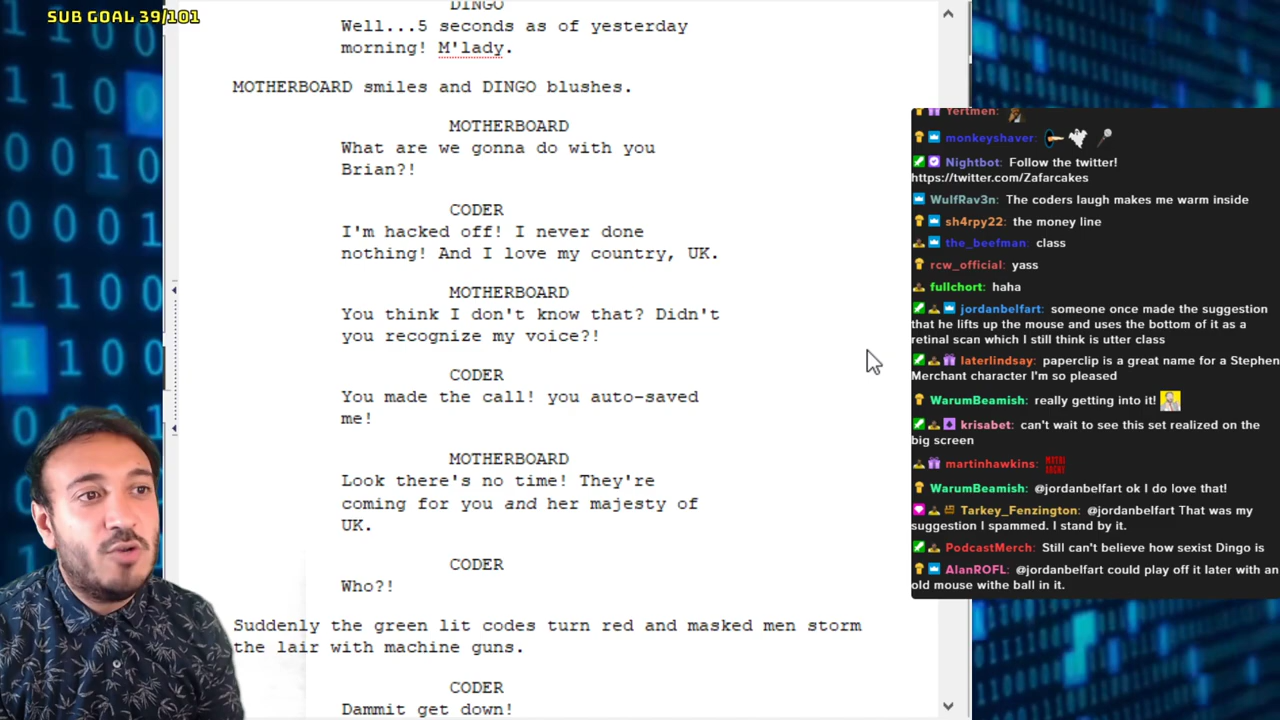 SUB GOAL 39/101
DINGO
Well...5 seconds as of yesterday
morning! M'lady.
MOTHERBOARD smiles and DINGO blushes.
MOTHERBOARD
What are we gonna do with you
Brian?!
CODER
I'm hacked off! I never done
nothing! And I love my country, UK.
MOTHERBOARD
You think I don't know that? Didn't
you recognize my voice?!
CODER
You made the call! you auto-saved
me!
MOTHERBOARD
Look there's no time! They're
coming for you and her majesty of
UK.
CODER
Who?!
Suddenly the green lit codes turn red and masked men storm
the lair with machine guns.
CODER
Dammit get down!
Yertmen:
monkeyshaver:
Nightbot: Follow the twitter!
https://twitter.com/Zafarcakes
WulfRav3n: The coders laugh makes me warm inside
sh4rpy22: the money line
the_beefman: class
rcw_official: yass
fullchort: haha
jordanbelfart: someone once made the suggestion
that he lifts up the mouse and uses the bottom of it as a
retinal scan which I still think is utter class
laterlindsay: paperclip is a great name for a Stephen
Merchant character I'm so pleased
WarumBeamish: really getting into it!
krisabet: can't wait to see this set realized on the
big screen
martinhawkins:
WarumBeamish: @jordanbelfart ok I do love that!
Tarkey_Fenzington: @jordanbelfart That was my
suggestion I spammed. I stand by it.
PodcastMerch: Still can't believe how sexist Dingo is
AlanROFL: @jordanbelfart could play off it later with an
old mouse withe ball in it.